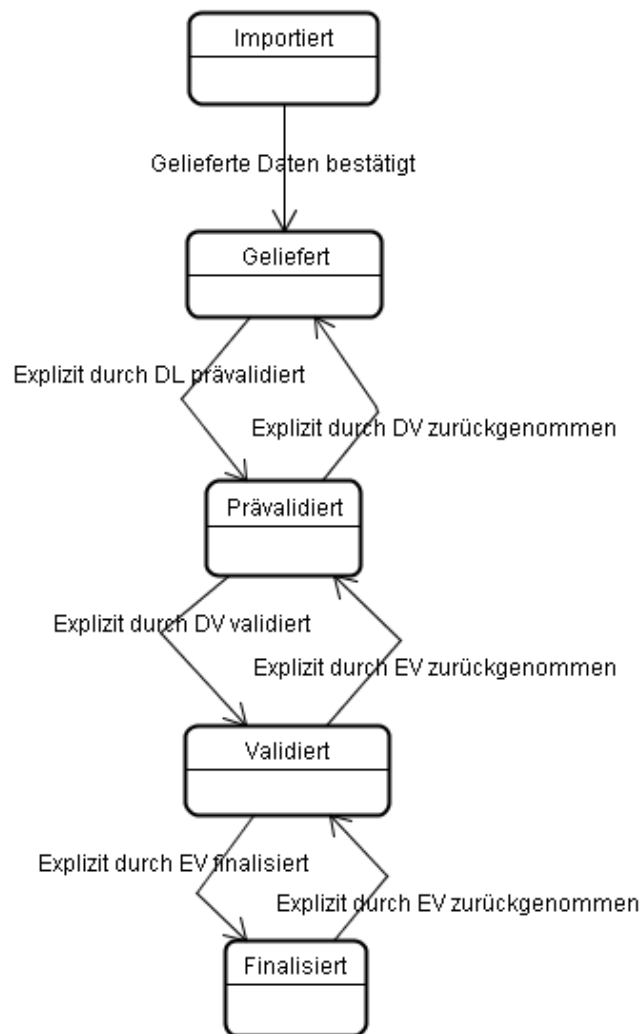 Importiert
Gelieferte Daten bestätigt
Geliefert
Explizit durch DL prävalidiert
Explizit durch DV zurückgenommen
Prävalidiert
Explizit durch DV validiert
Explizit durch EV zurückgenommen
Validiert
Explizit durch EV finalisiert
Explizit durch EV zurückgenommen
Finalisiert